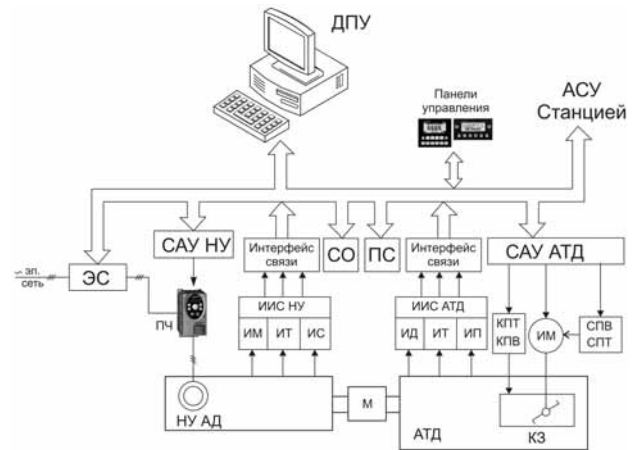 ДПУ
Панели
управления
АСУ
Станцией
САУ НУ
Интерфейс
связи
СО
ПС
Интерфейс
связи
САУ АТД
~ эл.
сеть
ЭС
ПЧ
ИИС НУ
ИМ ИТ ИС
ИИС АТД
ИД ИТ ИП
КПТ
КПВ
ИМ
СПВ
СПТ
НУ АД
М
АТД
КЗ